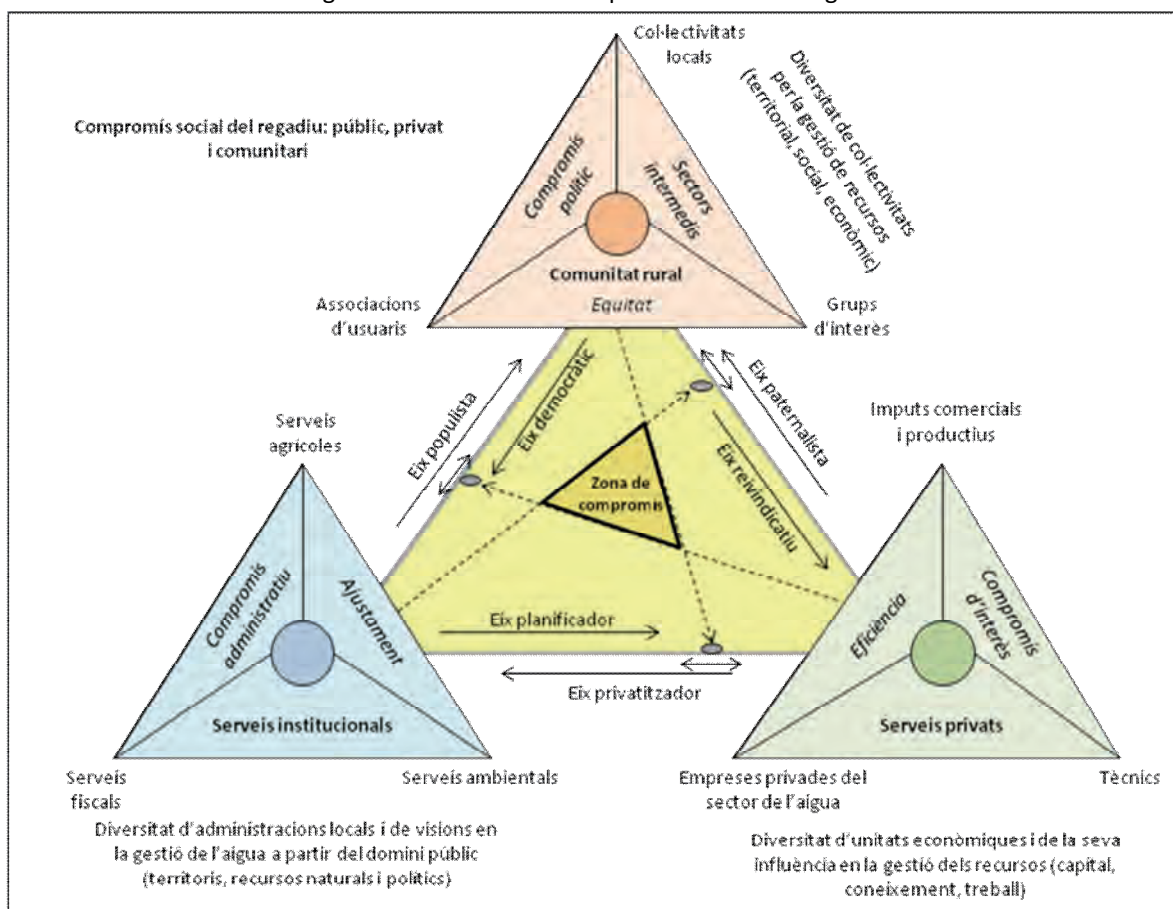 Col·lectivitats
locals
Diversitat de col·lectivitats
per la gestió de recursos
(territorial, social, econòmic)
Compromís social del regadiu: públic, privat
i comunitari
Compromís
polític
Sectors
intermedis
Comunitat rural
Equitat
Associacions
d'usuaris
Grups
d'interès
Eix populista
Eix democràtic
Eix paternalista
Eix reivindicatiu
Serveis
agrícoles
Imputs comercials
i productius
Zona de
compromís
Compromís
administratiu
Ajustament
Eix planificador
Eix privatitzador
Eficiència
Compromís
d'interès
Serveis institucionals
Serveis privats
Serveis
fiscals
Serveis ambientals
Empreses privades del
sector de l'aigua
Tècnics
Diversitat d'administracions locals i de visions en
la gestió de l'aigua a partir del domini públic
(territoris, recursos naturals i polítics)
Diversitat d'unitats econòmiques i de la seva
influència en la gestió dels recursos (capital,
coneixement, treball)